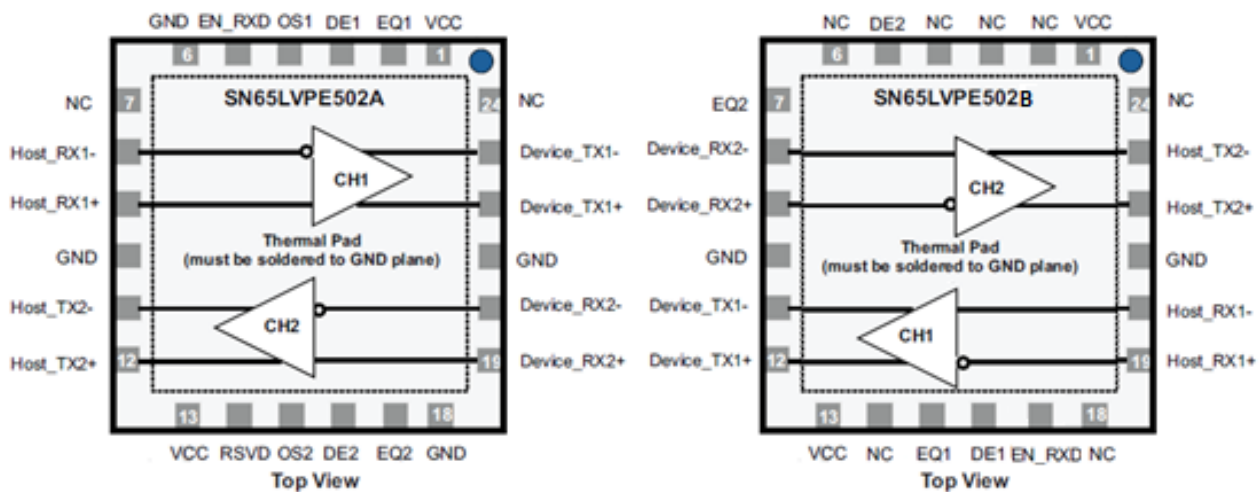 GND EN_RXD OS1 DE1 EQ1 VCC
6 1
NC 7 SN65LVPE502A 24 NC
Host_RX1- Device_TX1-
CH1
Host_RX1+ Device_TX1+
Thermal Pad
GND (must be soldered to GND plane) GND
Host_TX2- Device_RX2-
CH2
Host_TX2+ 12 19 Device_RX2+
13 18
VCC RSVD OS2 DE2 EQ2 GND
Top View
NC DE2 NC NC NC VCC
6 1
EQ2 7 SN65LVPE502B 24 NC
Device_RX2- Host_TX2-
CH2
Device_RX2+ Host_TX2+
Thermal Pad
GND (must be soldered to GND plane) GND
Device_TX1- Host_RX1-
CH1
Device_TX1+ 12 19 Host_RX1+
13 18
VCC NC EQ1 DE1 EN_RXD NC
Top View